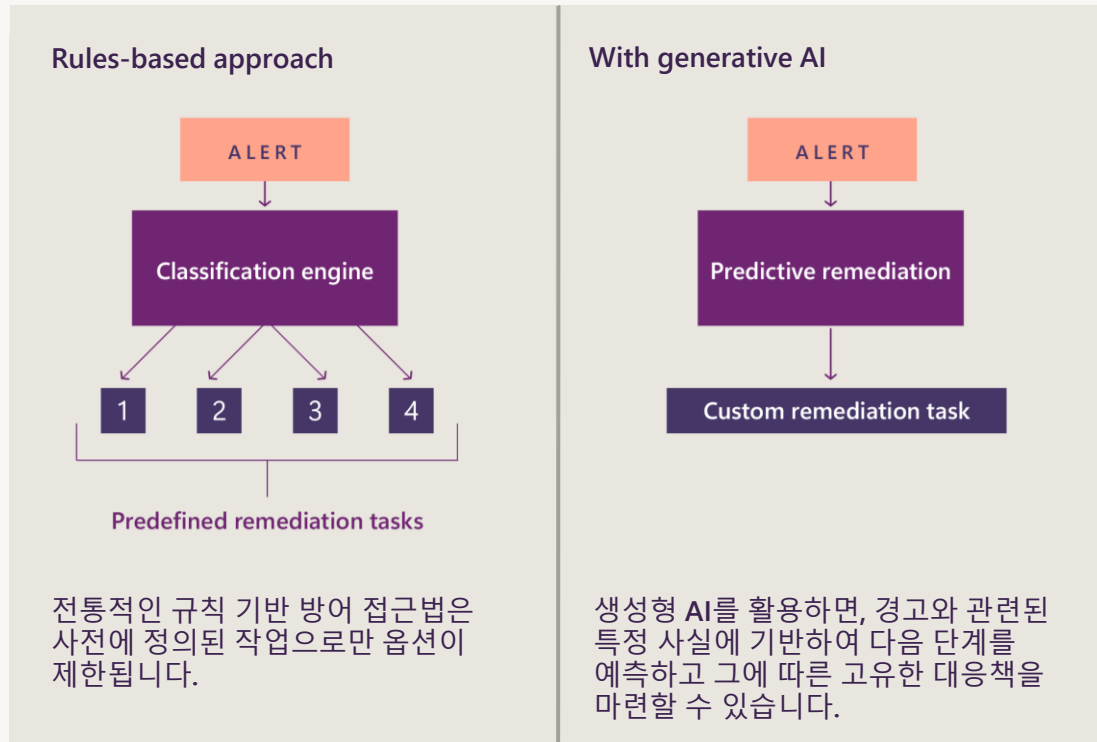 Rules-based approach
ALERT
Classification engine
1 2 3 4
Predefined remediation tasks
전통적인 규칙 기반 방어 접근법은
사전에 정의된 작업으로만 옵션이
제한됩니다.
With generative AI
ALERT
Predictive remediation
Custom remediation task
생성형 AI를 활용하면, 경고와 관련된
특정 사실에 기반하여 다음 단계를
예측하고 그에 따른 고유한 대응책을
마련할 수 있습니다.